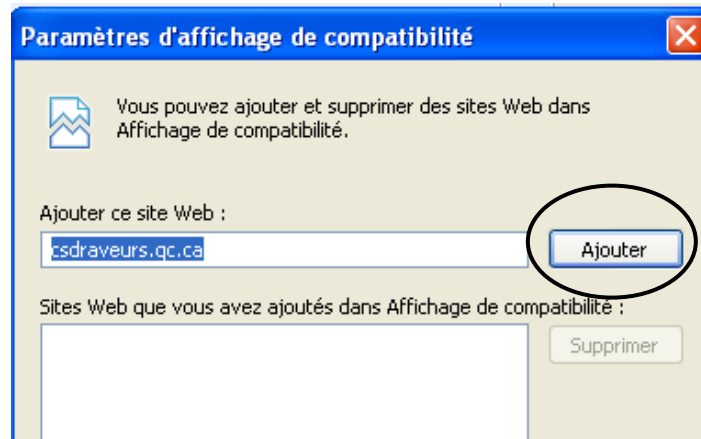 Paramètres d'affichage de compatibilité
Vous pouvez ajouter et supprimer des sites Web dans
Affichage de compatibilité.
Ajouter ce site Web :
csdraveurs.qc.ca
Ajouter
Sites Web que vous avez ajoutés dans Affichage de compatibilité :
Supprimer